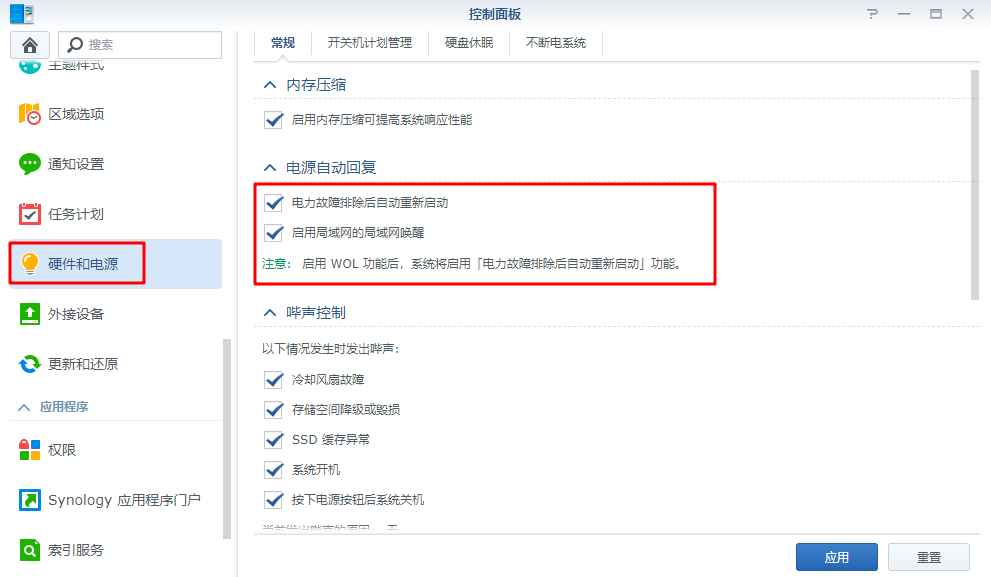 控制面板
搜索
主题样式
区域选项
通知设置
任务计划
硬件和电源
外接设备
更新和还原
应用程序
权限
Synology 应用程序门户
索引服务
常规
开关机计划管理
硬盘休眠
不断电系统
内存压缩
启用内存压缩可提高系统响应性能
电源自动回复
电力故障排除后自动重新启动
启用局域网的局域网唤醒
注意： 启用 WOL 功能后，系统将启用「电力故障排除后自动重新启动」功能。
哔声控制
以下情况发生时发出哔声：
冷却风扇故障
存储空间降级或毁损
SSD 缓存异常
系统开机
按下电源按钮后系统关机
当前发出哔声的原因： 无
应用
重置